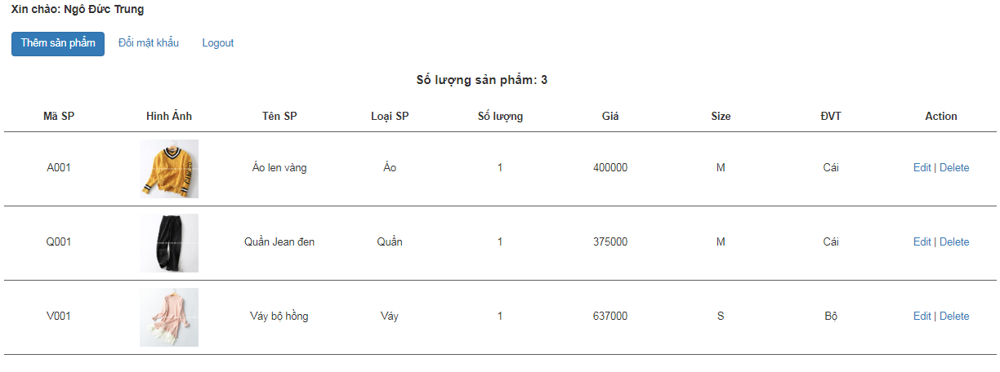 Xin chào: Ngô Đức Trung
Thêm sản phẩm Đổi mật khẩu Logout
Số lượng sản phẩm: 3
Mã SP Hình Ảnh Tên SP Loại SP Số lượng Giá Size ĐVT Action
A001 Áo len vàng Áo 1 400000 M Cái Edit | Delete
Q001 Quần Jean đen Quần 1 375000 M Cái Edit | Delete
V001 Váy bộ hồng Váy 1 637000 S Bộ Edit | Delete